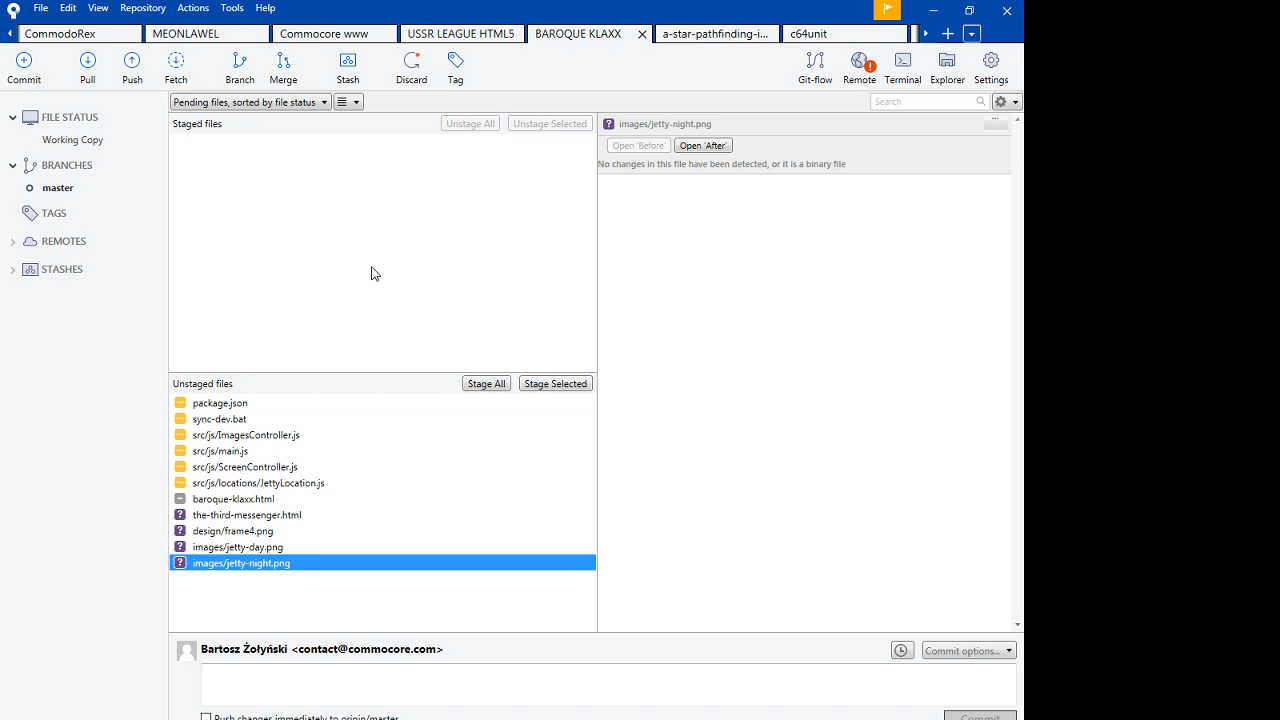 File Edit View Repository Actions Tools Help
CommodoRex MEONLAWEL Commocore www USSR LEAGUE HTML5 BAROQUE KLAXX a-star-pathfinding-i... c64unit
Commit Pull Push Fetch Branch Merge Stash Discard Tag Git-flow Remote Terminal Explorer Settings
Pending files, sorted by file status Search
FILE STATUS
Working Copy
BRANCHES
master
TAGS
REMOTES
STASHES
Staged files Unstage All Unstage Selected
Unstaged files Stage All Stage Selected
package.json
sync-dev.bat
src/js/ImagesController.js
src/js/main.js
src/js/ScreenController.js
src/js/locations/JettyLocation.js
baroque-klaxx.html
the-third-messenger.html
design/frame4.png
images/jetty-day.png
images/jetty-night.png
images/jetty-night.png ...
Open 'Before' Open 'After'
No changes in this file have been detected, or it is a binary file
Bartosz Żołyński <contact@commocore.com> Commit options...
Push changes immediately to origin/master Commit